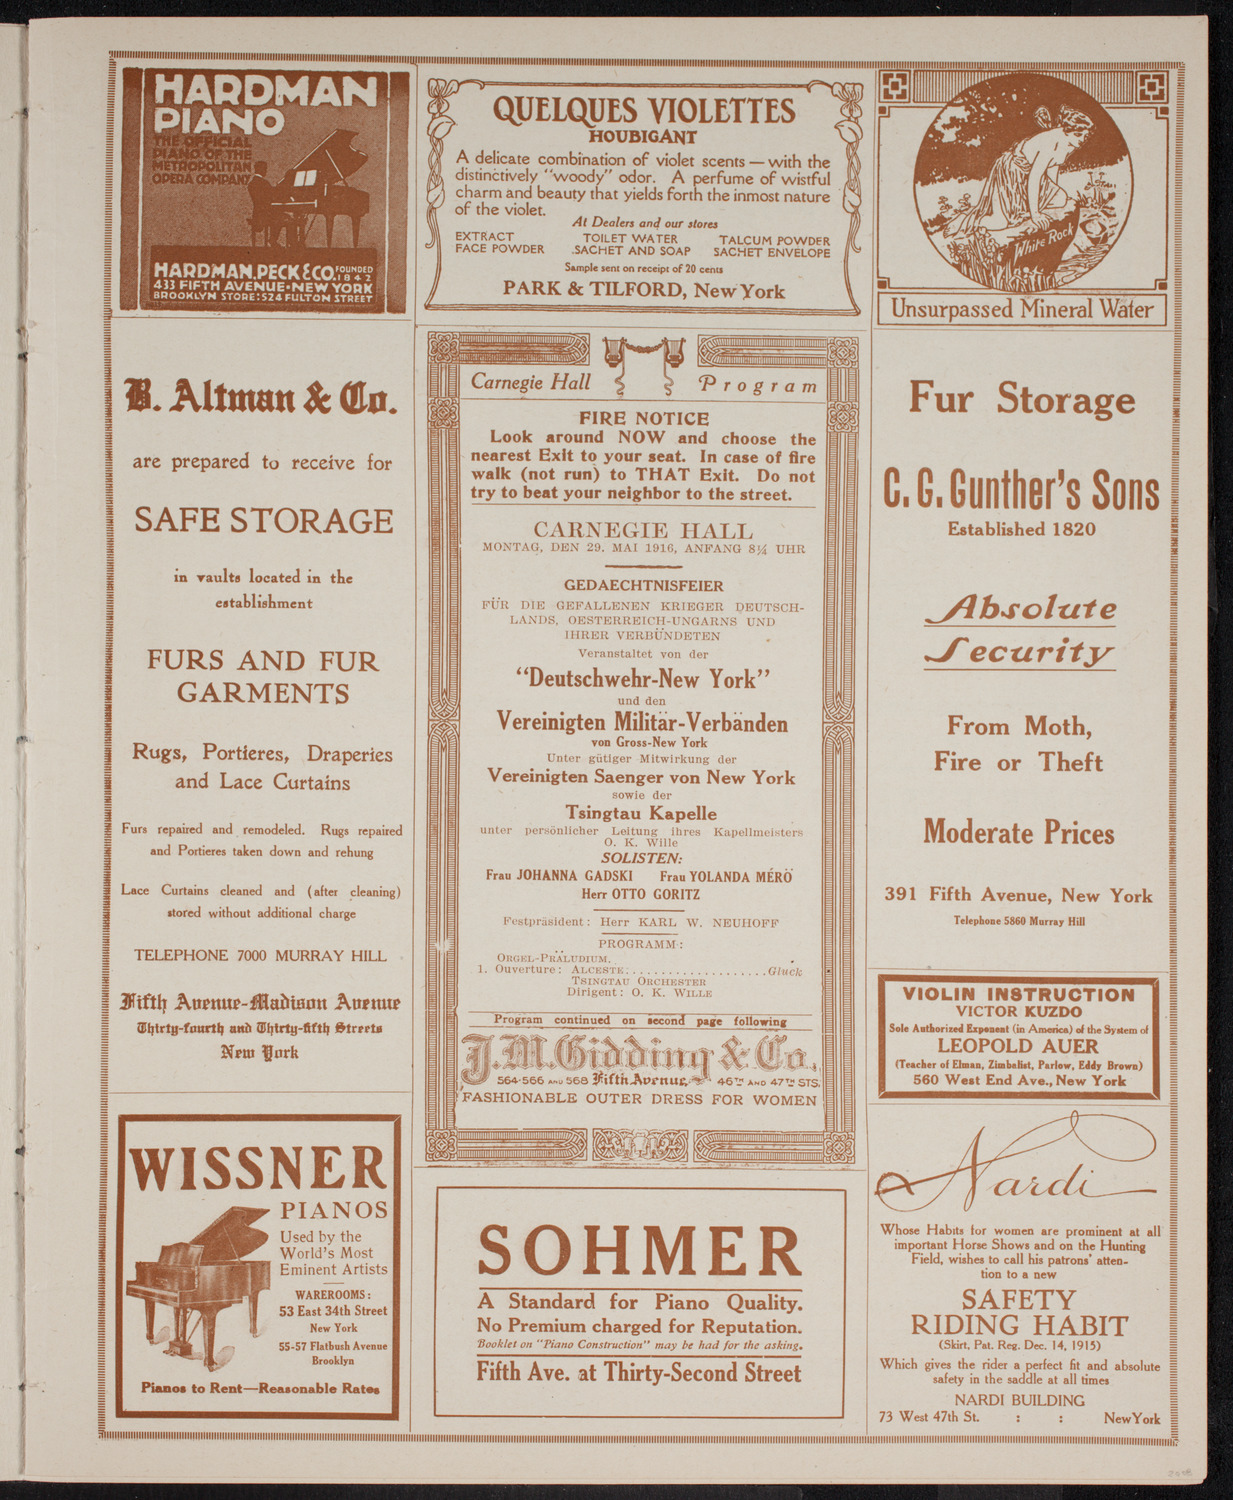 HARDMAN
PIANO
THE OFFICIAL
PIANO OF THE
METROPOLITAN
OPERA COMPANY
HARDMAN, PECK & CO. FOUNDED 1842
433 FIFTH AVENUE·NEW YORK
BROOKLYN STORE: 524 FULTON STREET
QUELQUES VIOLETTES
HOUBIGANT
A delicate combination of violet scents — with the
distinctively "woody" odor. A perfume of wistful
charm and beauty that yields forth the inmost nature
of the violet.
At Dealers and our stores
EXTRACT TOILET WATER TALCUM POWDER
FACE POWDER SACHET AND SOAP SACHET ENVELOPE
Sample sent on receipt of 20 cents
PARK & TILFORD, New York
White Rock
Unsurpassed Mineral Water
B. Altman & Co.
are prepared to receive for
SAFE STORAGE
in vaults located in the
establishment
FURS AND FUR
GARMENTS
Rugs, Portieres, Draperies
and Lace Curtains
Furs repaired and remodeled. Rugs repaired
and Portieres taken down and rehung
Lace Curtains cleaned and (after cleaning)
stored without additional charge
TELEPHONE 7000 MURRAY HILL
Fifth Avenue-Madison Avenue
Thirty-fourth and Thirty-fifth Streets
New York
WISSNER
PIANOS
Used by the
World's Most
Eminent Artists
WAREROOMS:
53 East 34th Street
New York
55-57 Flatbush Avenue
Brooklyn
Pianos to Rent—Reasonable Rates
Carnegie Hall Program
FIRE NOTICE
Look around NOW and choose the
nearest Exit to your seat. In case of fire
walk (not run) to THAT Exit. Do not
try to beat your neighbor to the street.
CARNEGIE HALL
MONTAG, DEN 29. MAI 1916, ANFANG 8¼ UHR
GEDAECHTNISFEIER
FÜR DIE GEFALLENEN KRIEGER DEUTSCH-
LANDS, OESTERREICH-UNGARNS UND
IHRER VERBÜNDETEN
Veranstaltet von der
"Deutschwehr-New York"
und den
Vereinigten Militär-Verbänden
von Gross-New York
Unter gütiger Mitwirkung der
Vereinigten Saenger von New York
sowie der
Tsingtau Kapelle
unter persönlicher Leitung ihres Kapellmeisters
O. K. Wille
SOLISTEN:
Frau JOHANNA GADSKI Frau YOLANDA MÉRÖ
Herr OTTO GORITZ
Festpräsident: Herr KARL W. NEUHOFF
PROGRAMM:
ORGEL-PRÄLUDIUM.
1. Ouverture: ALCESTE...................Gluck
TSINGTAU ORCHESTER
Dirigent: O. K. WILLE
Program continued on second page following
J.M. Gidding & Co.
564-566 AND 568 Fifth Avenue, 46TH AND 47TH STS.
FASHIONABLE OUTER DRESS FOR WOMEN
SOHMER
A Standard for Piano Quality.
No Premium charged for Reputation.
Booklet on "Piano Construction" may be had for the asking.
Fifth Ave. at Thirty-Second Street
Fur Storage
C. G. Gunther's Sons
Established 1820
Absolute
Security
From Moth,
Fire or Theft
Moderate Prices
391 Fifth Avenue, New York
Telephone 5860 Murray Hill
VIOLIN INSTRUCTION
VICTOR KUZDO
Sole Authorized Exponent (in America) of the System of
LEOPOLD AUER
(Teacher of Elman, Zimbalist, Parlow, Eddy Brown)
560 West End Ave., New York
Nardi
Whose Habits for women are prominent at all
important Horse Shows and on the Hunting
Field, wishes to call his patrons' atten-
tion to a new
SAFETY
RIDING HABIT
(Skirt, Pat. Reg. Dec. 14, 1915)
Which gives the rider a perfect fit and absolute
safety in the saddle at all times
NARDI BUILDING
73 West 47th St. : : New York